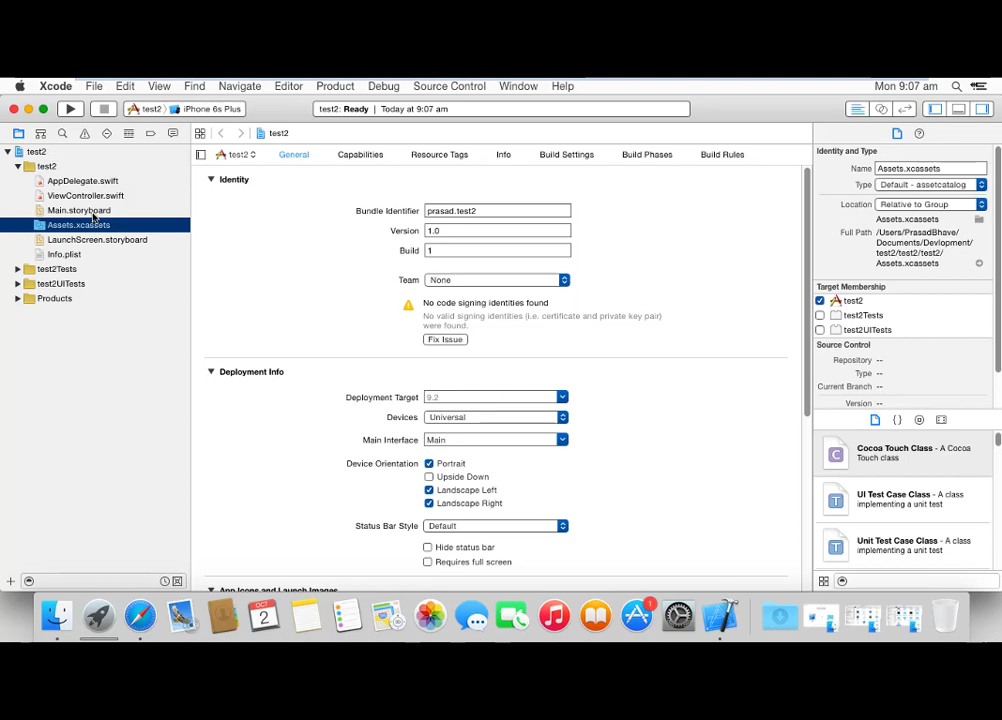 Xcode File Edit View Find Navigate Editor Product Debug Source Control Window Help Mon 9:07 am
test2 iPhone 6s Plus
test2: Ready | Today at 9:07 am
test2
test2
AppDelegate.swift
ViewController.swift
Main.storyboard
Assets.xcassets
LaunchScreen.storyboard
Info.plist
test2Tests
test2UITests
Products
test2
test2 General Capabilities Resource Tags Info Build Settings Build Phases Build Rules
Identity
Bundle Identifier prasad.test2
Version 1.0
Build 1
Team None
No code signing identities found
No valid signing identities (i.e. certificate and private key pair)
were found.
Fix Issue
Deployment Info
Deployment Target 9.2
Devices Universal
Main Interface Main
Device Orientation Portrait
Upside Down
Landscape Left
Landscape Right
Status Bar Style Default
Hide status bar
Requires full screen
App Icons and Launch Images
Identity and Type
Name Assets.xcassets
Type Default - assetcatalog
Location Relative to Group
Assets.xcassets
Full Path /Users/PrasadBhave/
Documents/Devlopment/
test2/test2/test2/
Assets.xcassets
Target Membership
test2
test2Tests
test2UITests
Source Control
Repository --
Type --
Current Branch --
Version --
{ }
C
Cocoa Touch Class - A Cocoa
Touch class
T
UI Test Case Class - A class
implementing a unit test
T
Unit Test Case Class - A class
implementing a unit test
OCT
2
1